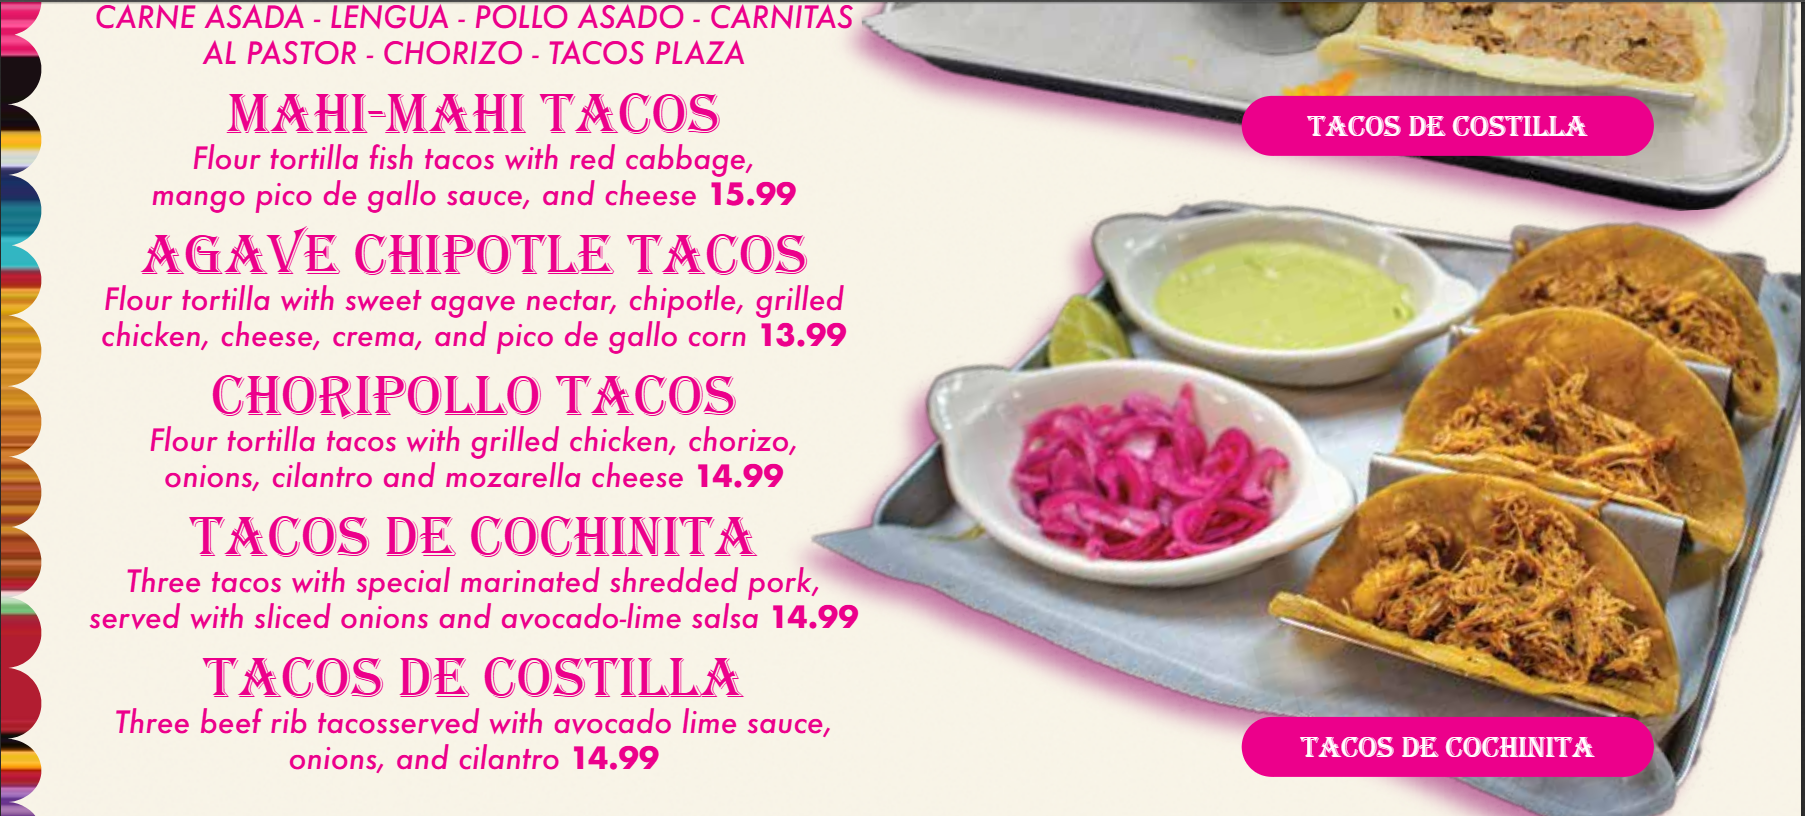 CARNE ASADA - LENGUA - POLLO ASADO - CARNITAS
AL PASTOR - CHORIZO - TACOS PLAZA
MAHI-MAHI TACOS
Flour tortilla fish tacos with red cabbage,
mango pico de gallo sauce, and cheese 15.99
AGAVE CHIPOTLE TACOS
Flour tortilla with sweet agave nectar, chipotle, grilled
chicken, cheese, crema, and pico de gallo corn 13.99
CHORIPOLLO TACOS
Flour tortilla tacos with grilled chicken, chorizo,
onions, cilantro and mozarella cheese 14.99
TACOS DE COCHINITA
Three tacos with special marinated shredded pork,
served with sliced onions and avocado-lime salsa 14.99
TACOS DE COSTILLA
Three beef rib tacosserved with avocado lime sauce,
onions, and cilantro 14.99
TACOS DE COSTILLA
TACOS DE COCHINITA